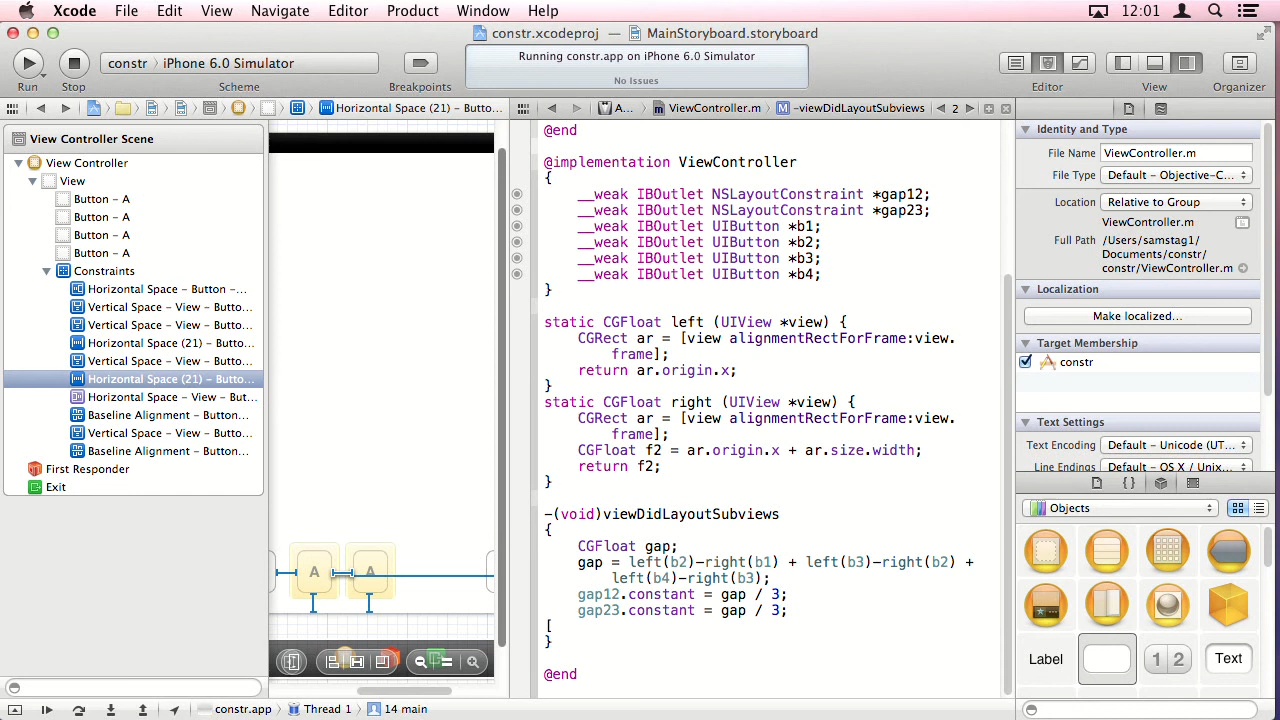 Xcode File Edit View Navigate Editor Product Window Help 12:01
constr.xcodeproj — MainStoryboard.storyboard
constr iPhone 6.0 Simulator
Running constr.app on iPhone 6.0 Simulator
No Issues
Run Stop Scheme Breakpoints Editor View Organizer
Horizontal Space (21) - Butto...
A... ViewController.m M -viewDidLayoutSubviews 2
View Controller Scene
View Controller
View
Button - A
Button - A
Button - A
Button - A
Constraints
Horizontal Space - Button -...
Vertical Space - View - Butto...
Vertical Space - View - Butto...
Horizontal Space (21) - Butto...
Vertical Space - View - Butto...
Horizontal Space (21) - Butto...
Horizontal Space - View - But...
Baseline Alignment - Button...
Vertical Space - View - Butto...
Baseline Alignment - Button...
First Responder
Exit
A A
@end
@implementation ViewController
{
__weak IBOutlet NSLayoutConstraint *gap12;
__weak IBOutlet NSLayoutConstraint *gap23;
__weak IBOutlet UIButton *b1;
__weak IBOutlet UIButton *b2;
__weak IBOutlet UIButton *b3;
__weak IBOutlet UIButton *b4;
}
static CGFloat left (UIView *view) {
CGRect ar = [view alignmentRectForFrame:view.
frame];
return ar.origin.x;
}
static CGFloat right (UIView *view) {
CGRect ar = [view alignmentRectForFrame:view.
frame];
CGFloat f2 = ar.origin.x + ar.size.width;
return f2;
}
-(void)viewDidLayoutSubviews
{
CGFloat gap;
gap = left(b2)-right(b1) + left(b3)-right(b2) +
left(b4)-right(b3);
gap12.constant = gap / 3;
gap23.constant = gap / 3;
[
}
@end
Identity and Type
File Name ViewController.m
File Type Default - Objective-C...
Location Relative to Group
ViewController.m
Full Path /Users/samstag1/
Documents/constr/
constr/ViewController.m
Localization
Make localized...
Target Membership
constr
Text Settings
Text Encoding Default - Unicode (UT...
Line Endings Default - OS X / Unix...
{ }
Objects
Label 1 2 Text
constr.app Thread 1 14 main